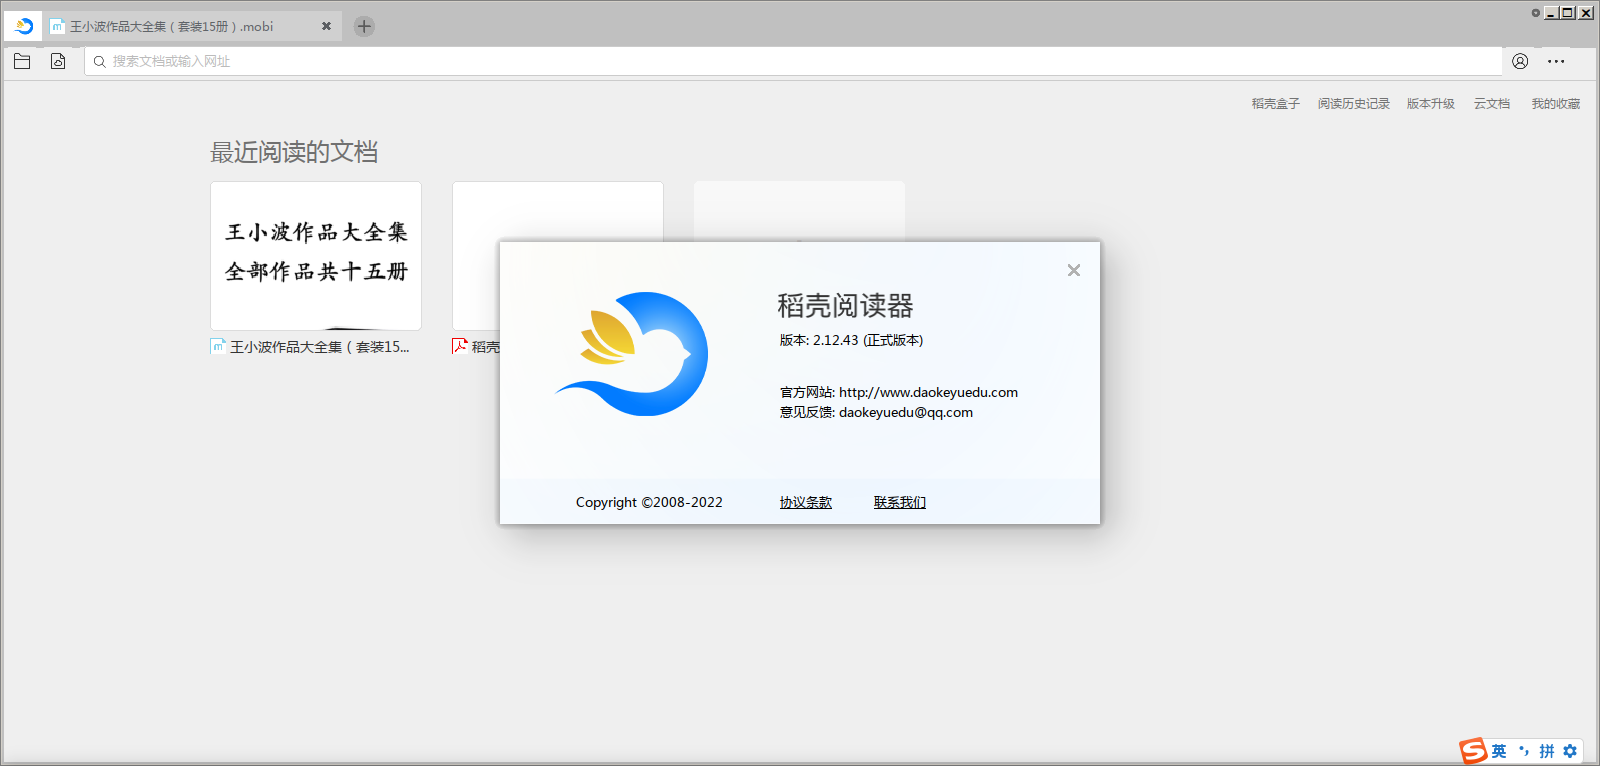 王小波作品大全集（套装15册）.mobi
搜索文档或输入网址
稻壳盒子 阅读历史记录 版本升级 云文档 我的收藏
最近阅读的文档
王小波作品大全集
全部作品共十五册
王小波作品大全集（套装15...
稻壳
稻壳阅读器
版本: 2.12.43 (正式版本)
官方网站: http://www.daokeyuedu.com
意见反馈: daokeyuedu@qq.com
Copyright ©2008-2022 协议条款 联系我们
英 拼